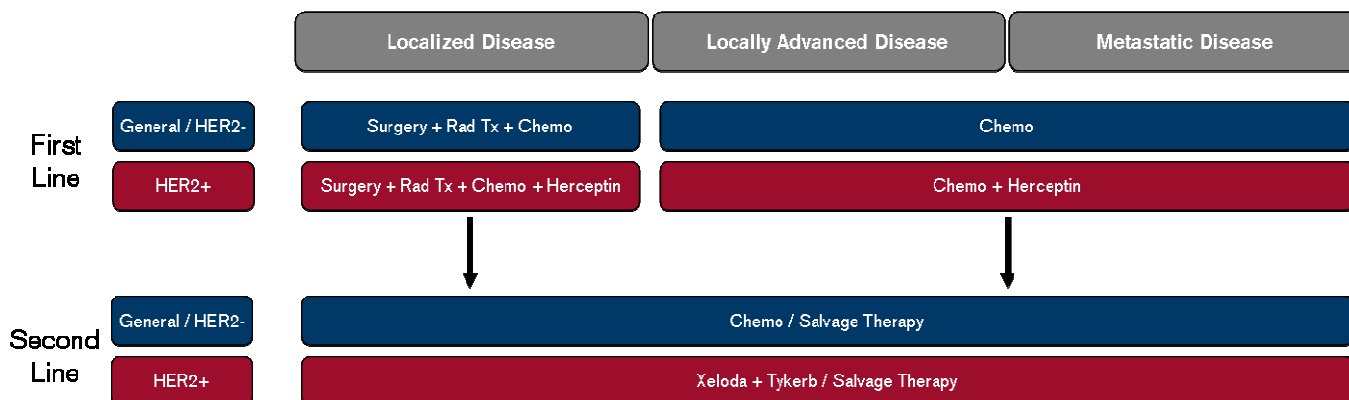 Localized Disease
Locally Advanced Disease
Metastatic Disease
First
Line
General / HER2-
Surgery + Rad Tx + Chemo
Chemo
HER2+
Surgery + Rad Tx + Chemo + Herceptin
Chemo + Herceptin
Second
Line
General / HER2-
Chemo / Salvage Therapy
HER2+
Xeloda + Tykerb / Salvage Therapy